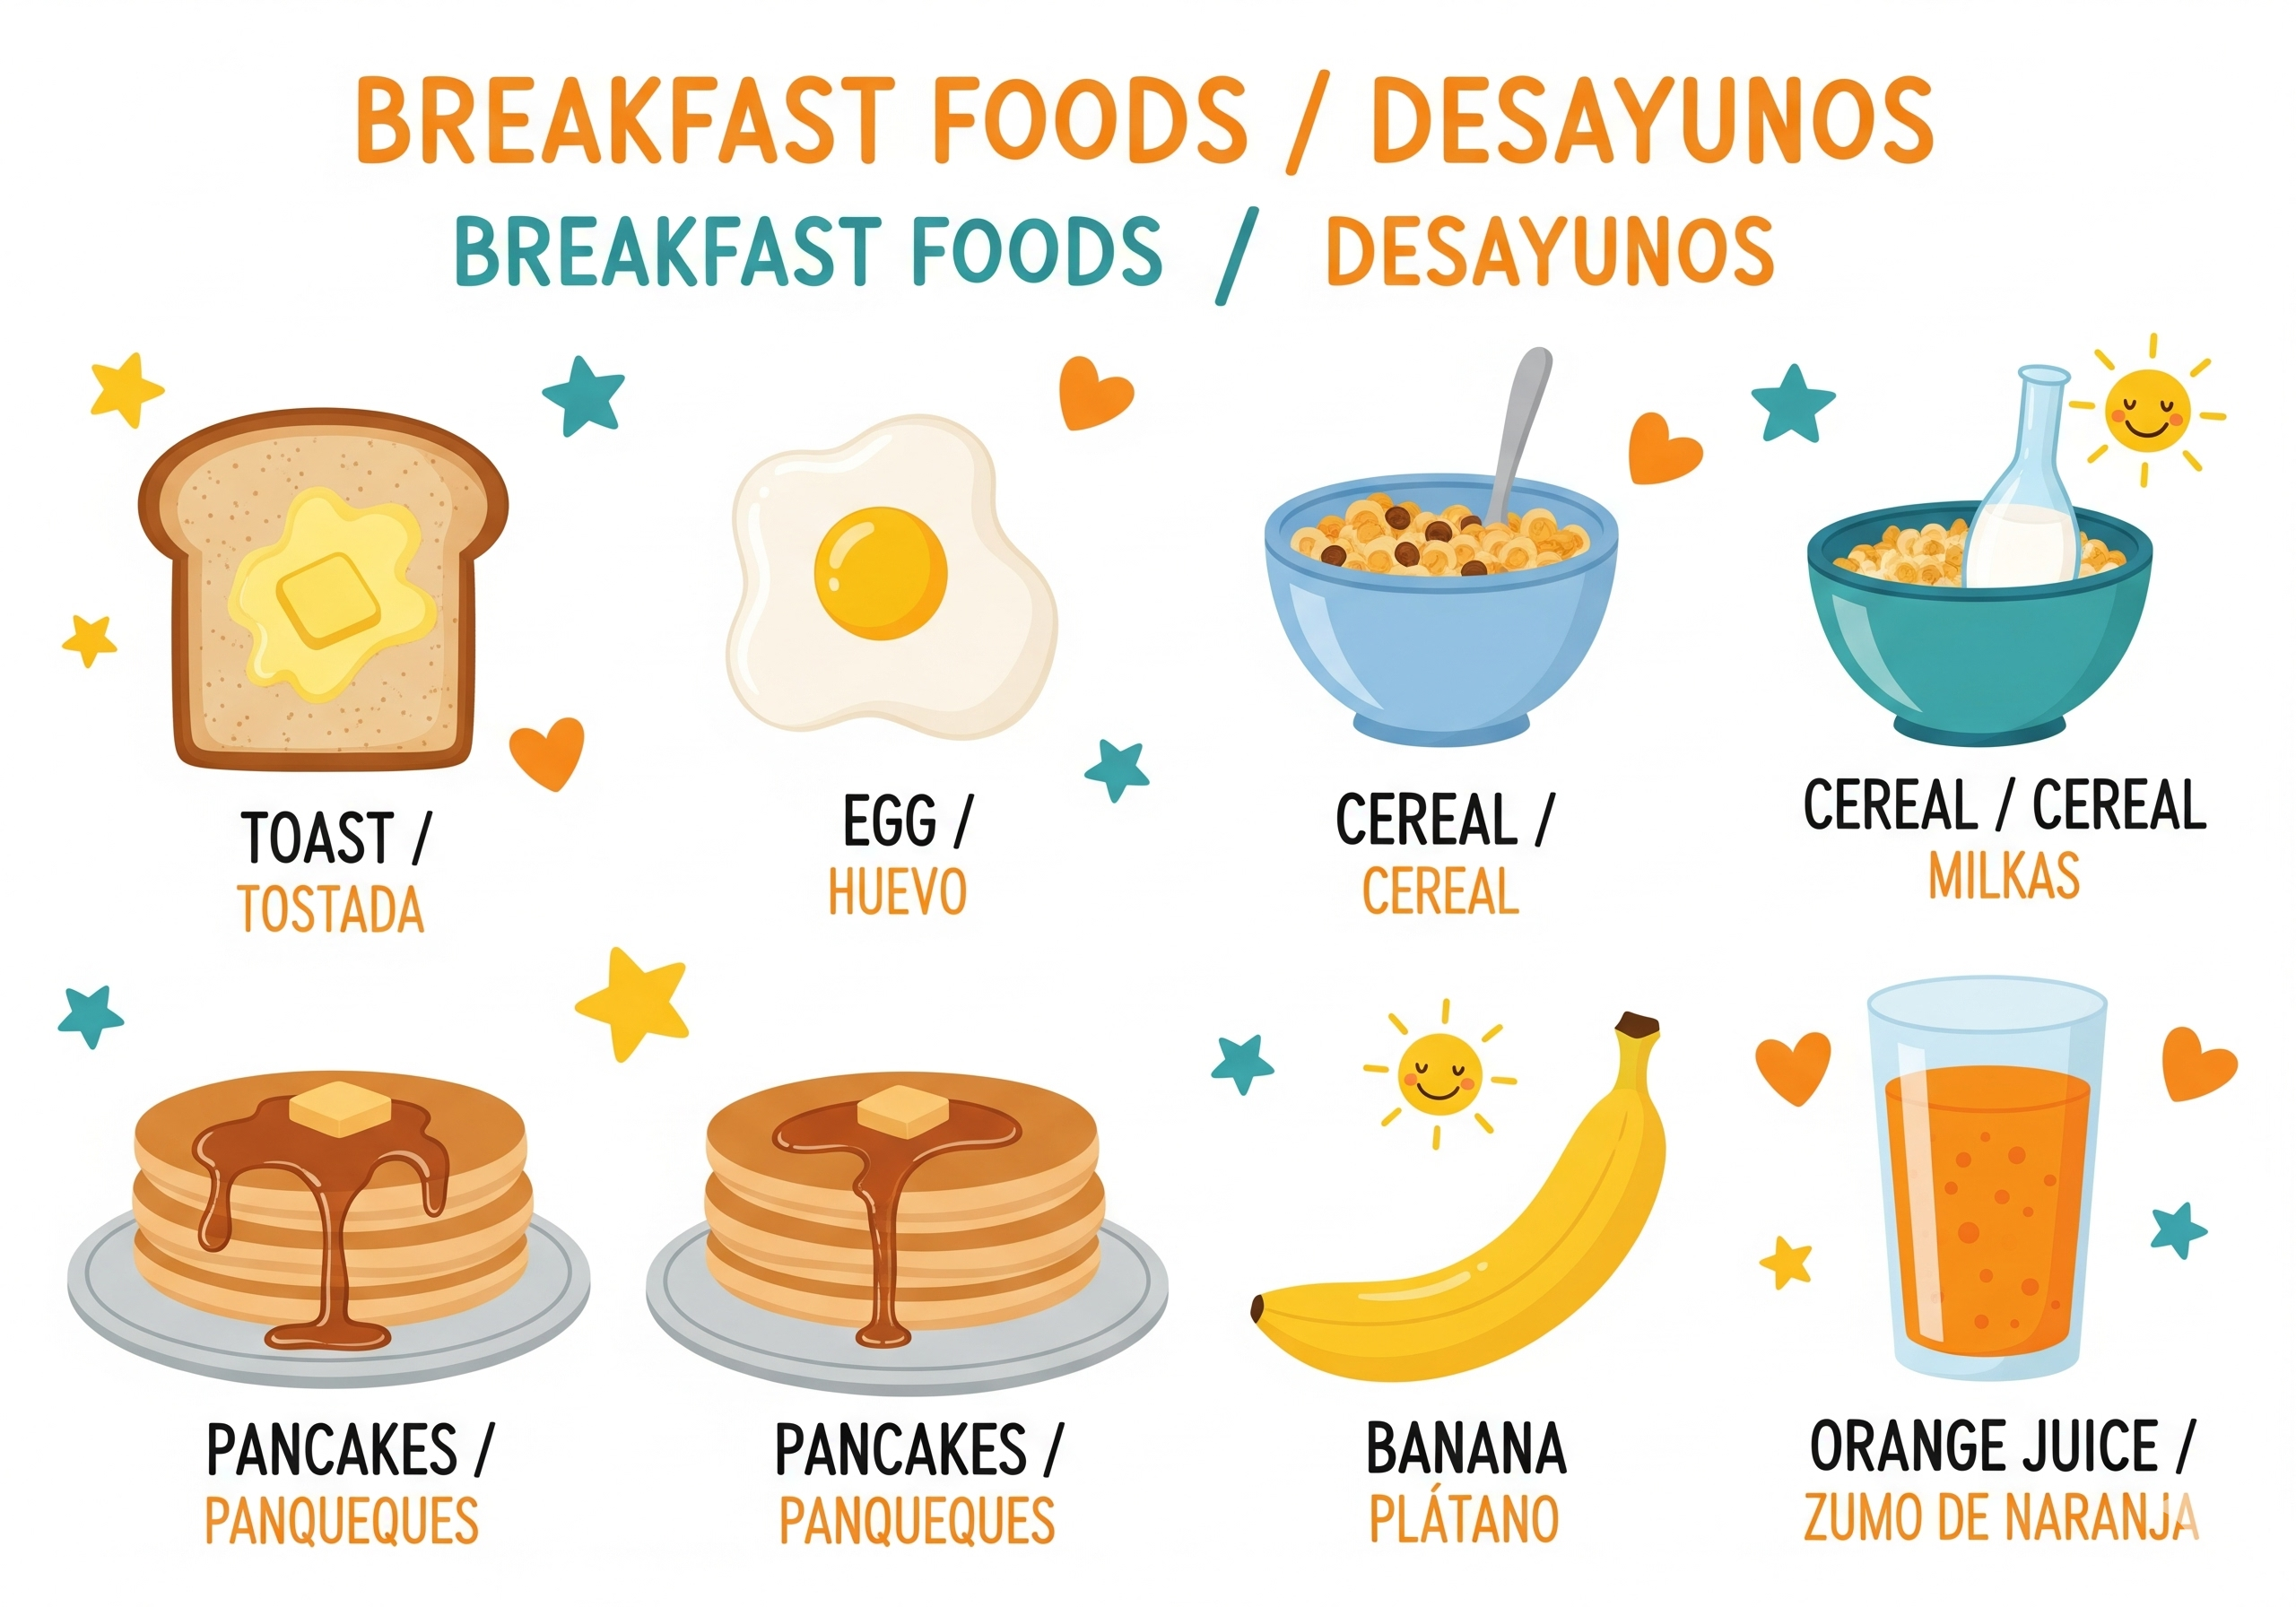 BREAKFAST FOODS / DESAYUNOS
BREAKFAST FOODS / DESAYUNOS
TOAST /
TOSTADA
EGG /
HUEVO
CEREAL /
CEREAL
CEREAL / CEREAL
MILKAS
PANCAKES /
PANQUEQUES
PANCAKES /
PANQUEQUES
BANANA
PLÁTANO
ORANGE JUICE /
ZUMO DE NARANJA